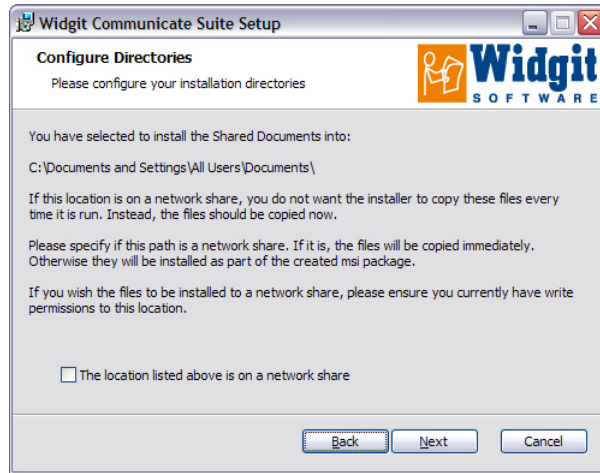 Widgit Communicate Suite Setup
Configure Directories
Please configure your installation directories
Widgit
SOFTWARE
You have selected to install the Shared Documents into:
C:\Documents and Settings\All Users\Documents\
If this location is on a network share, you do not want the installer to copy these files every
time it is run. Instead, the files should be copied now.
Please specify if this path is a network share. If it is, the files will be copied immediately.
Otherwise they will be installed as part of the created msi package.
If you wish the files to be installed to a network share, please ensure you currently have write
permissions to this location.
The location listed above is on a network share
Back Next Cancel